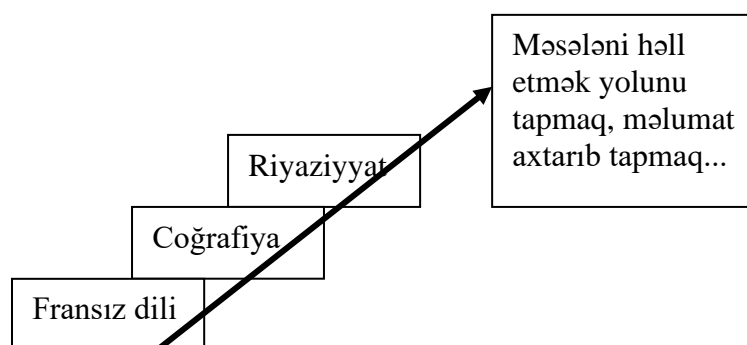 Məsələni həll
etmək yolunu
tapmaq, məlumat
axtarıb tapmaq...
Riyaziyyat
Coğrafiya
Fransız dili